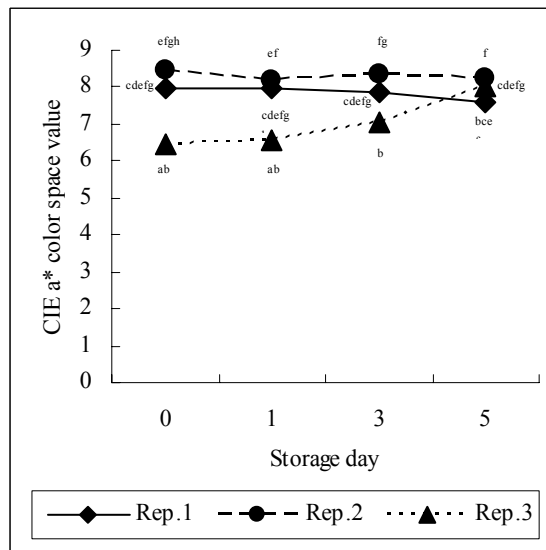 CIE a* color space value
9
8
7
6
5
4
3
2
1
0
efgh
ef
fg
f
cdefg
cdefg
cdefg
cdefg
bce
ab
ab
b
0 1 3 5
Storage day
Rep.1 Rep.2 Rep.3